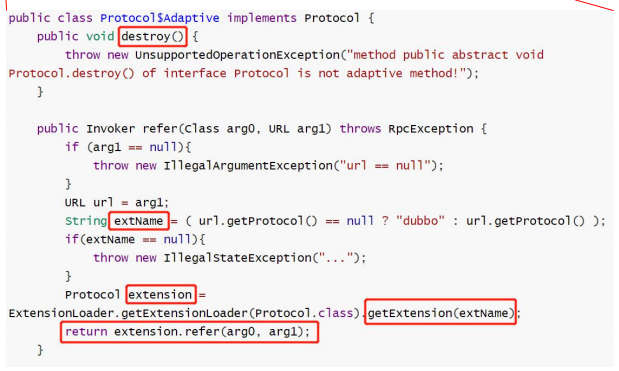 public class Protocol$Adaptive implements Protocol {
    public void destroy() {
        throw new UnsupportedOperationException("method public abstract void
Protocol.destroy() of interface Protocol is not adaptive method!");
    }

    public Invoker refer(Class arg0, URL arg1) throws RpcException {
        if (arg1 == null){
            throw new IllegalArgumentException("url == null");
        }
        URL url = arg1;
        String extName = ( url.getProtocol() == null ? "dubbo" : url.getProtocol() );
        if(extName == null){
            throw new IllegalStateException("...");
        }
        Protocol extension =
ExtensionLoader.getExtensionLoader(Protocol.class).getExtension(extName);
        return extension.refer(arg0, arg1);
    }